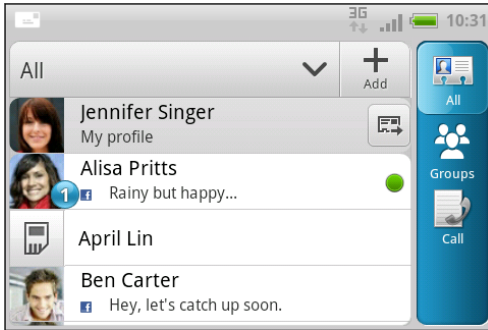 3G
10:31
All
Add
All
Jennifer Singer
My profile
Alisa Pritts
1
f Rainy but happy...
Groups
April Lin
Call
Ben Carter
f Hey, let's catch up soon.